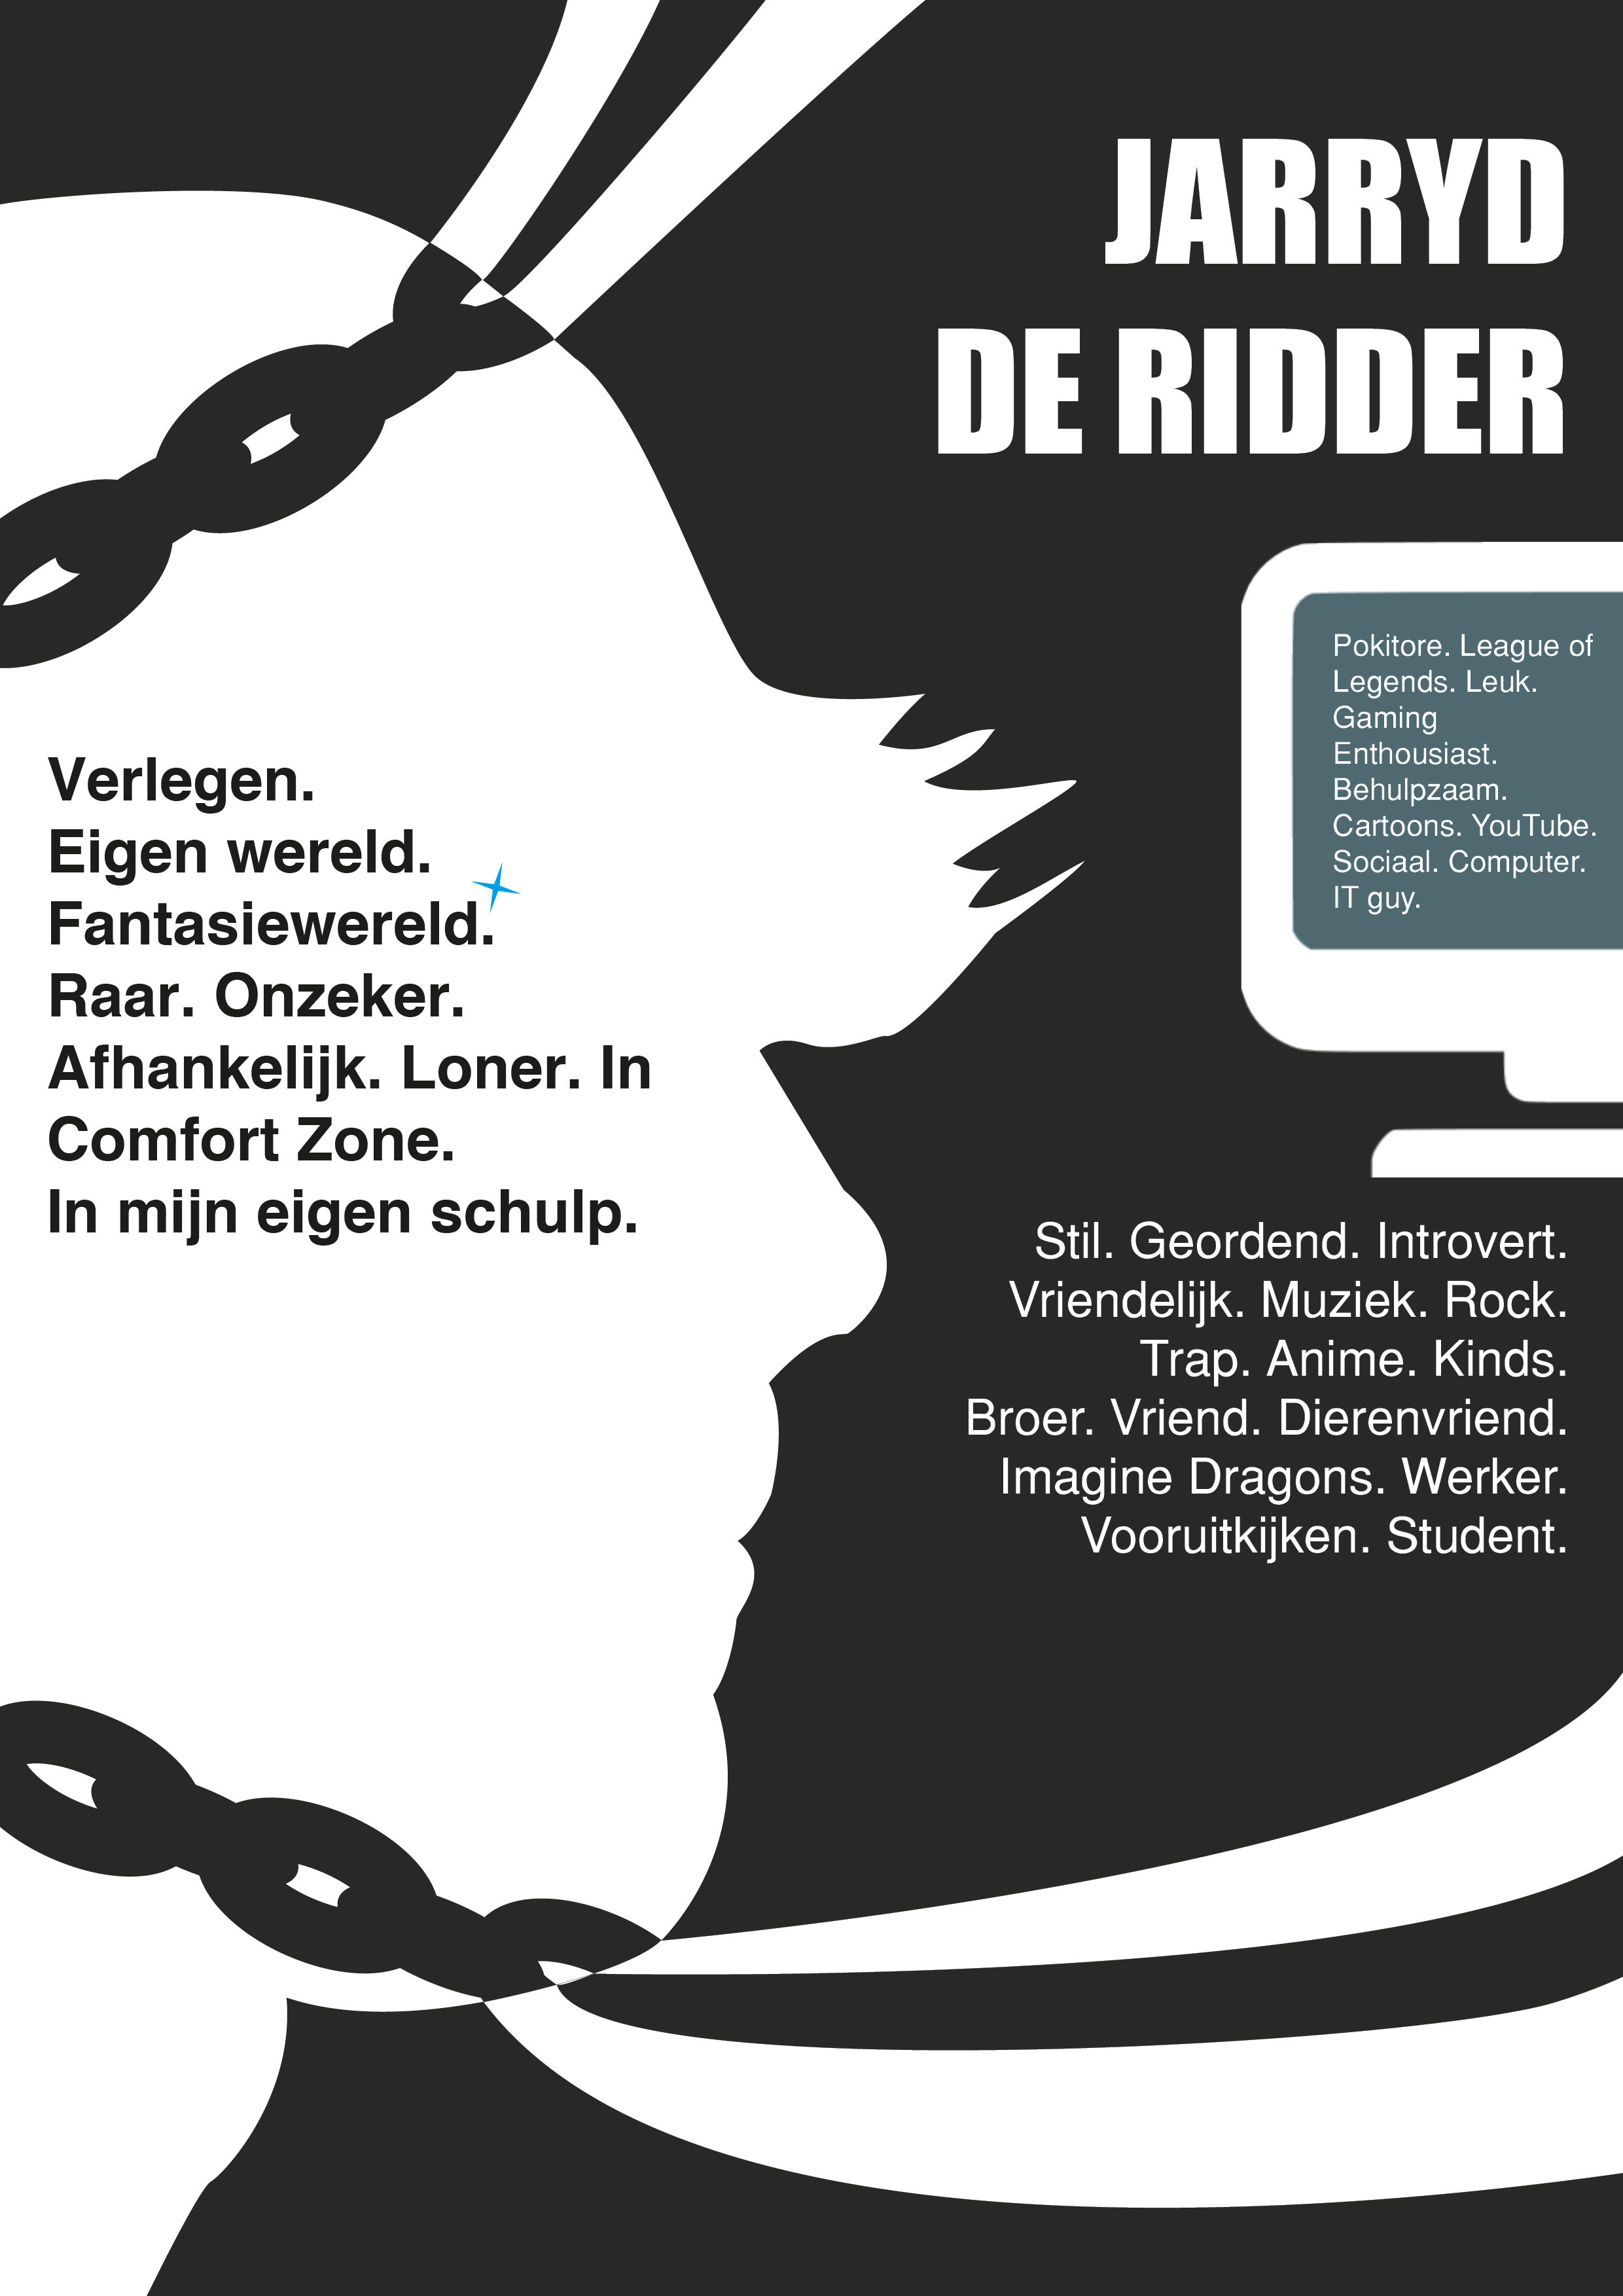 JARRYD
DE RIDDER
Pokitore. League of
Legends. Leuk.
Gaming
Enthousiast.
Behulpzaam.
Cartoons. YouTube.
Sociaal. Computer.
IT guy.
Verlegen.
Eigen wereld.
Fantasiewereld.
Raar. Onzeker.
Afhankelijk. Loner. In
Comfort Zone.
In mijn eigen schulp.
Stil. Geordend. Introvert.
Vriendelijk. Muziek. Rock.
Trap. Anime. Kinds.
Broer. Vriend. Dierenvriend.
Imagine Dragons. Werker.
Vooruitkijken. Student.